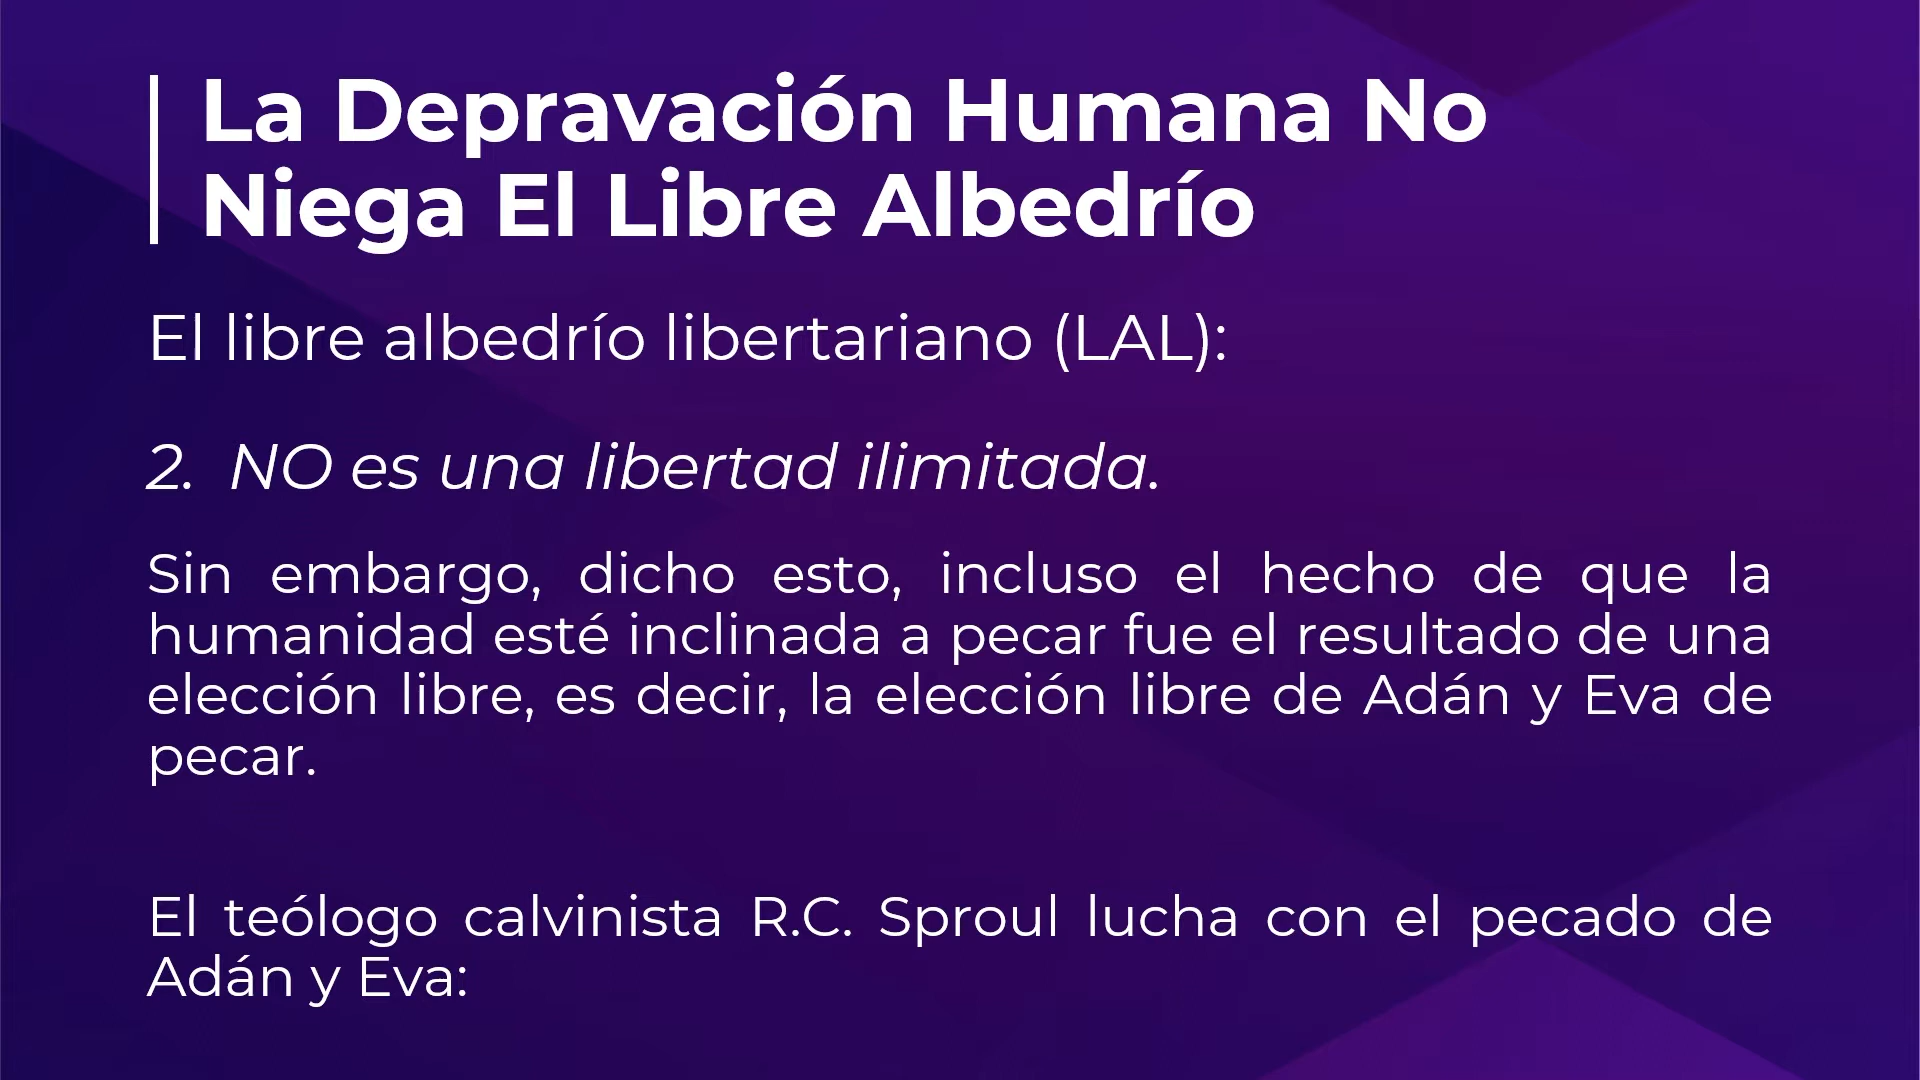 La Depravación Humana No
Niega El Libre Albedrío
El libre albedrío libertariano (LAL):
2. NO es una libertad ilimitada.
Sin embargo, dicho esto, incluso el hecho de que la
humanidad esté inclinada a pecar fue el resultado de una
elección libre, es decir, la elección libre de Adán y Eva de
pecar.
El teólogo calvinista R.C. Sproul lucha con el pecado de
Adán y Eva: